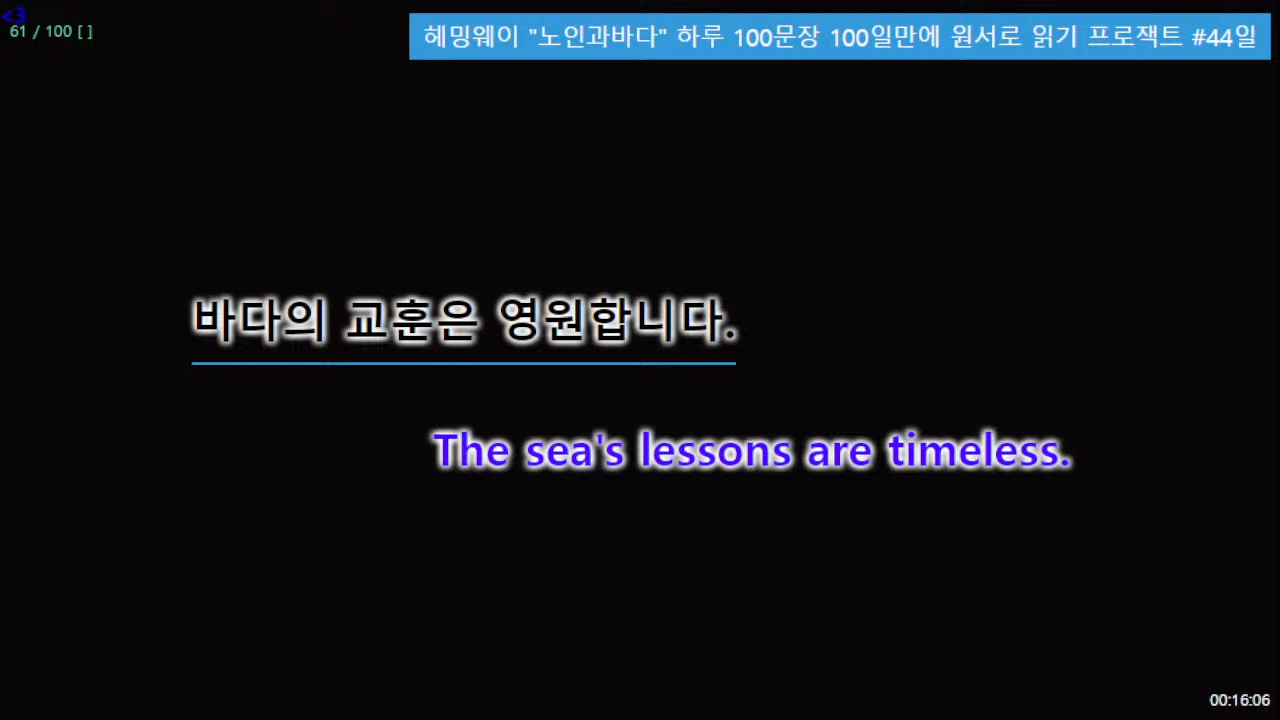 <3
61 / 100 [ ]
헤밍웨이 "노인과바다" 하루 100문장 100일만에 원서로 읽기 프로잭트 #44일
바다의 교훈은 영원합니다.
The sea's lessons are timeless.
00:16:06